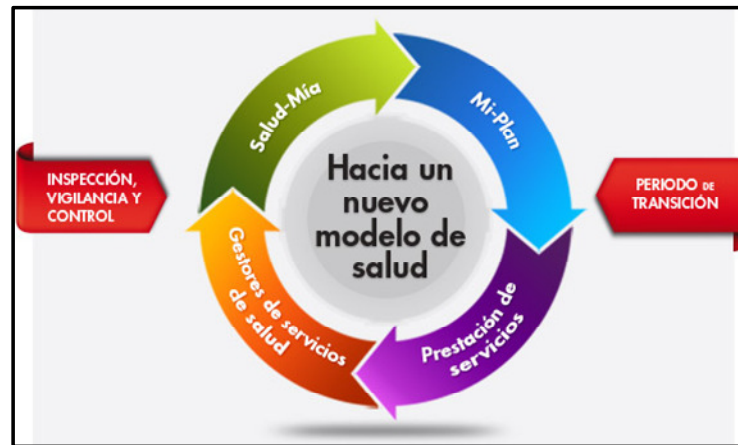 Salud-Mía
Mi-Plan
INSPECCIÓN,
VIGILANCIA Y
CONTROL
Hacia un
nuevo
modelo de
salud
PERIODO DE
TRANSICIÓN
Gestores de servicios
de salud
Prestación de
servicios